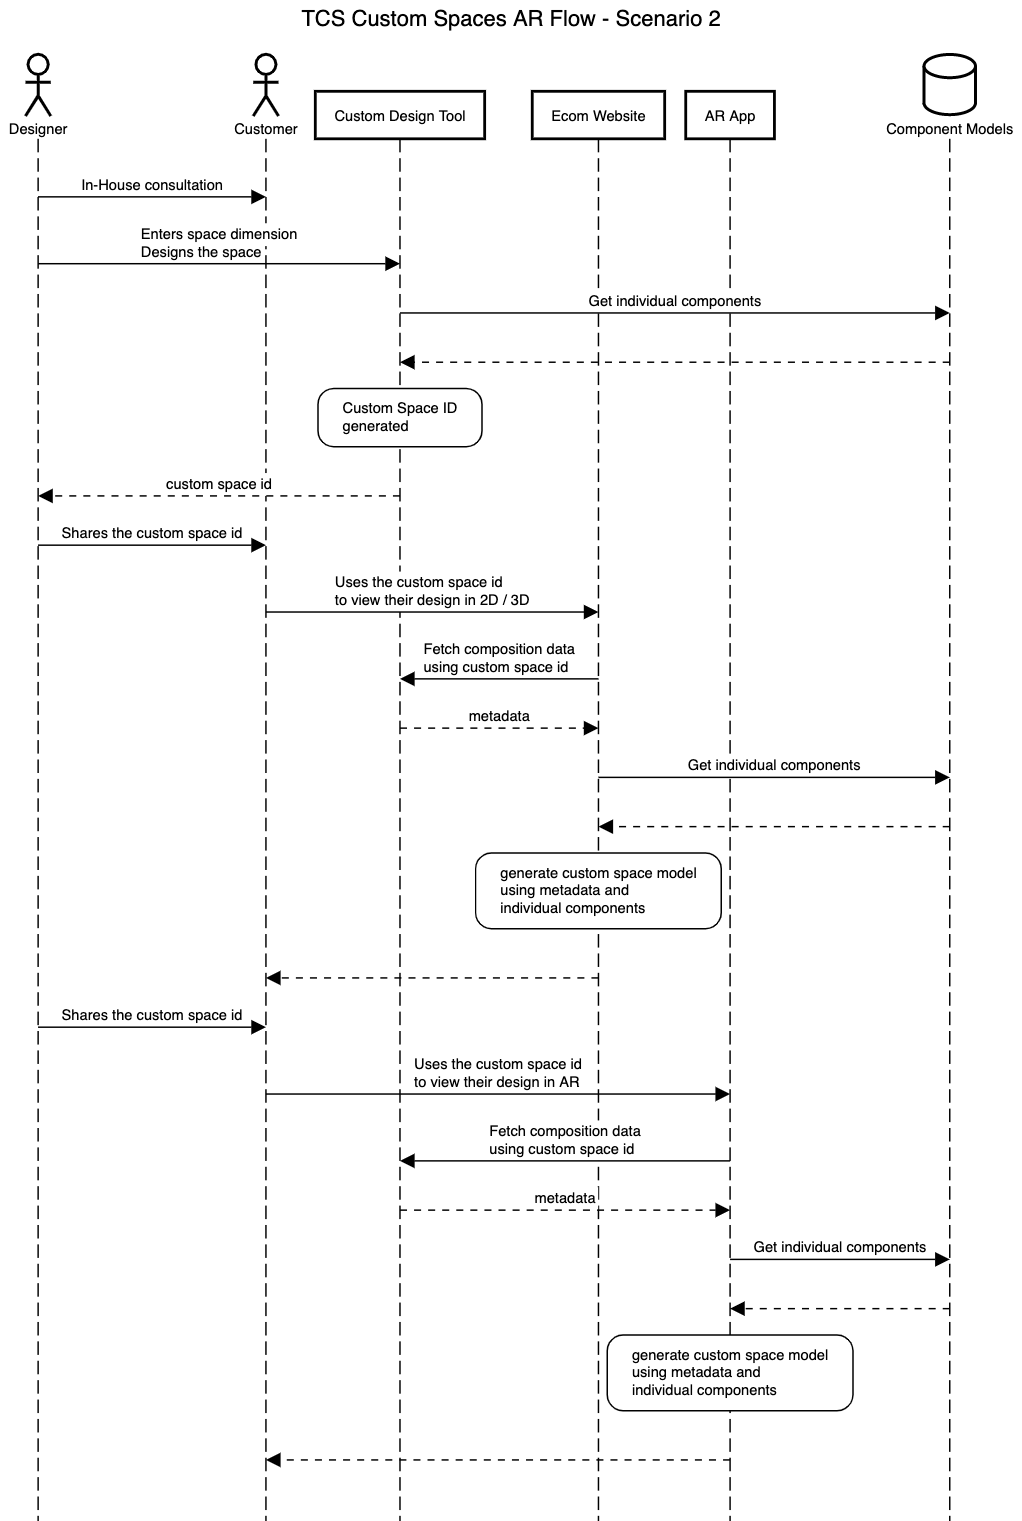 TCS Custom Spaces AR Flow - Scenario 2
Designer
Customer
Custom Design Tool
Ecom Website
AR App
Component Models
In-House consultation
Enters space dimension
Designs the space
Get individual components
Custom Space ID
generated
custom space id
Shares the custom space id
Uses the custom space id
to view their design in 2D / 3D
Fetch composition data
using custom space id
metadata
Get individual components
generate custom space model
using metadata and
individual components
Shares the custom space id
Uses the custom space id
to view their design in AR
Fetch composition data
using custom space id
metadata
Get individual components
generate custom space model
using metadata and
individual components